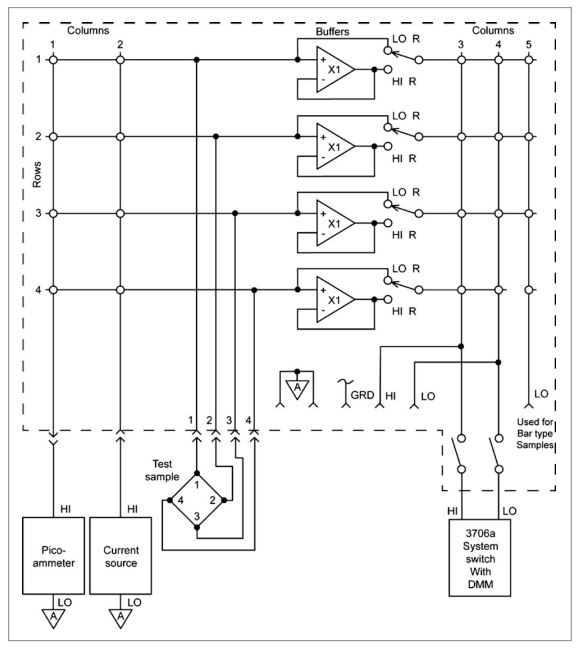 Columns
Buffers
Columns
1
2
3
4
5
LO R
1
+
X1
-
HI R
LO R
2
+
X1
-
HI R
Rows
LO R
3
+
X1
-
HI R
LO R
4
+
X1
-
HI R
A
GRD
HI
LO
LO
1
2
3
4
Used for
Bar type
Samples
Test
sample
1
4
2
3
HI
HI
HI
LO
Pico-
ammeter
Current
source
3706a
System
switch
With
DMM
LO
LO
A
A